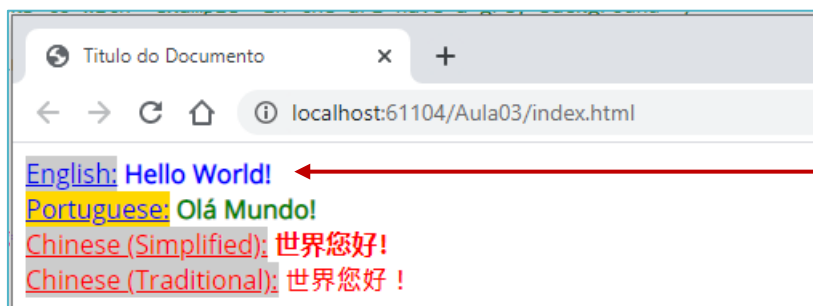 Titulo do Documento
localhost:61104/Aula03/index.html
English: Hello World!
Portuguese: Olá Mundo!
Chinese (Simplified): 世界您好!
Chinese (Traditional): 世界您好！